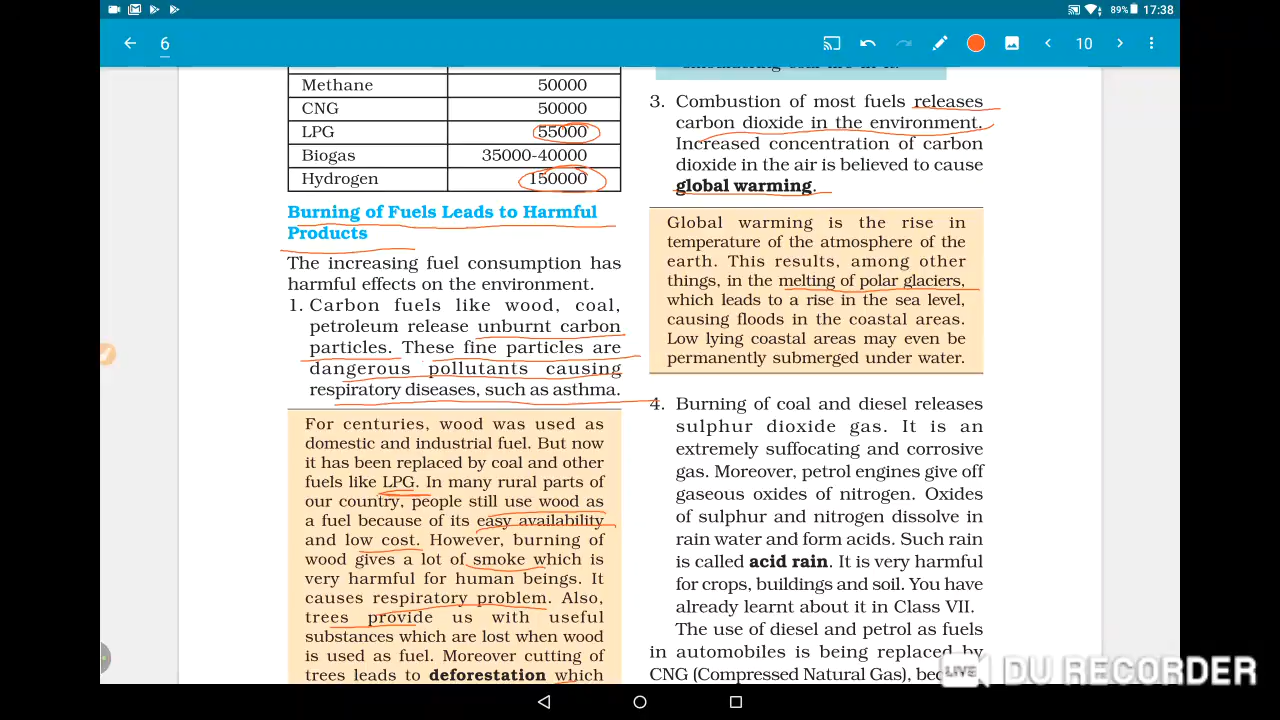 89% 17:38
6
10
Methane 50000
CNG 50000
LPG 55000
Biogas 35000-40000
Hydrogen 150000
Burning of Fuels Leads to Harmful
Products
The increasing fuel consumption has
harmful effects on the environment.
1. Carbon fuels like wood, coal,
petroleum release unburnt carbon
particles. These fine particles are
dangerous pollutants causing
respiratory diseases, such as asthma.
For centuries, wood was used as
domestic and industrial fuel. But now
it has been replaced by coal and other
fuels like LPG. In many rural parts of
our country, people still use wood as
a fuel because of its easy availability
and low cost. However, burning of
wood gives a lot of smoke which is
very harmful for human beings. It
causes respiratory problem. Also,
trees provide us with useful
substances which are lost when wood
is used as fuel. Moreover cutting of
trees leads to deforestation which
3. Combustion of most fuels releases
carbon dioxide in the environment.
Increased concentration of carbon
dioxide in the air is believed to cause
global warming.
Global warming is the rise in
temperature of the atmosphere of the
earth. This results, among other
things, in the melting of polar glaciers,
which leads to a rise in the sea level,
causing floods in the coastal areas.
Low lying coastal areas may even be
permanently submerged under water.
4. Burning of coal and diesel releases
sulphur dioxide gas. It is an
extremely suffocating and corrosive
gas. Moreover, petrol engines give off
gaseous oxides of nitrogen. Oxides
of sulphur and nitrogen dissolve in
rain water and form acids. Such rain
is called acid rain. It is very harmful
for crops, buildings and soil. You have
already learnt about it in Class VII.
The use of diesel and petrol as fuels
in automobiles is being replaced by
CNG (Compressed Natural Gas),
LIVE DU RECORDER